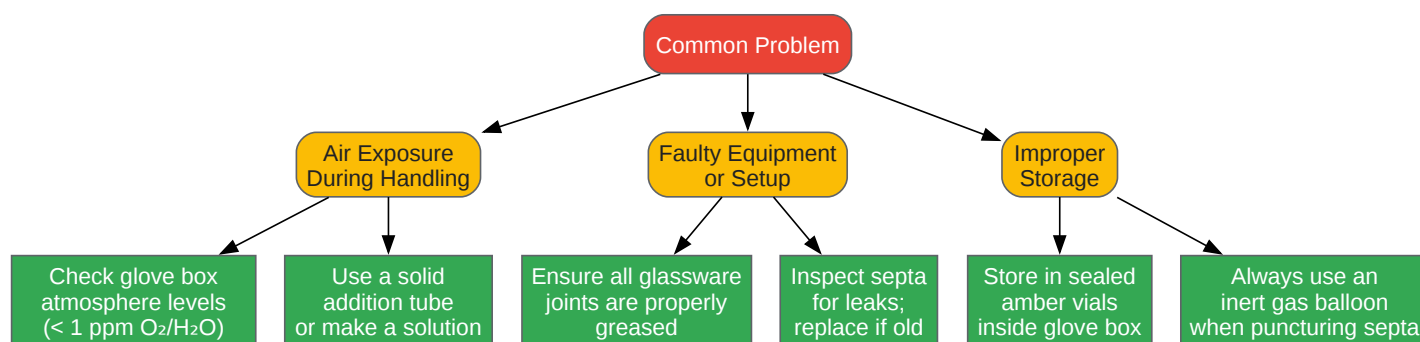 Common Problem
Air Exposure
During Handling
Faulty Equipment
or Setup
Improper
Storage
Check glove box
atmosphere levels
(< 1 ppm O₂/H₂O)
Use a solid
addition tube
or make a solution
Ensure all glassware
joints are properly
greased
Inspect septa
for leaks;
replace if old
Store in sealed
amber vials
inside glove box
Always use an
inert gas balloon
when puncturing septa